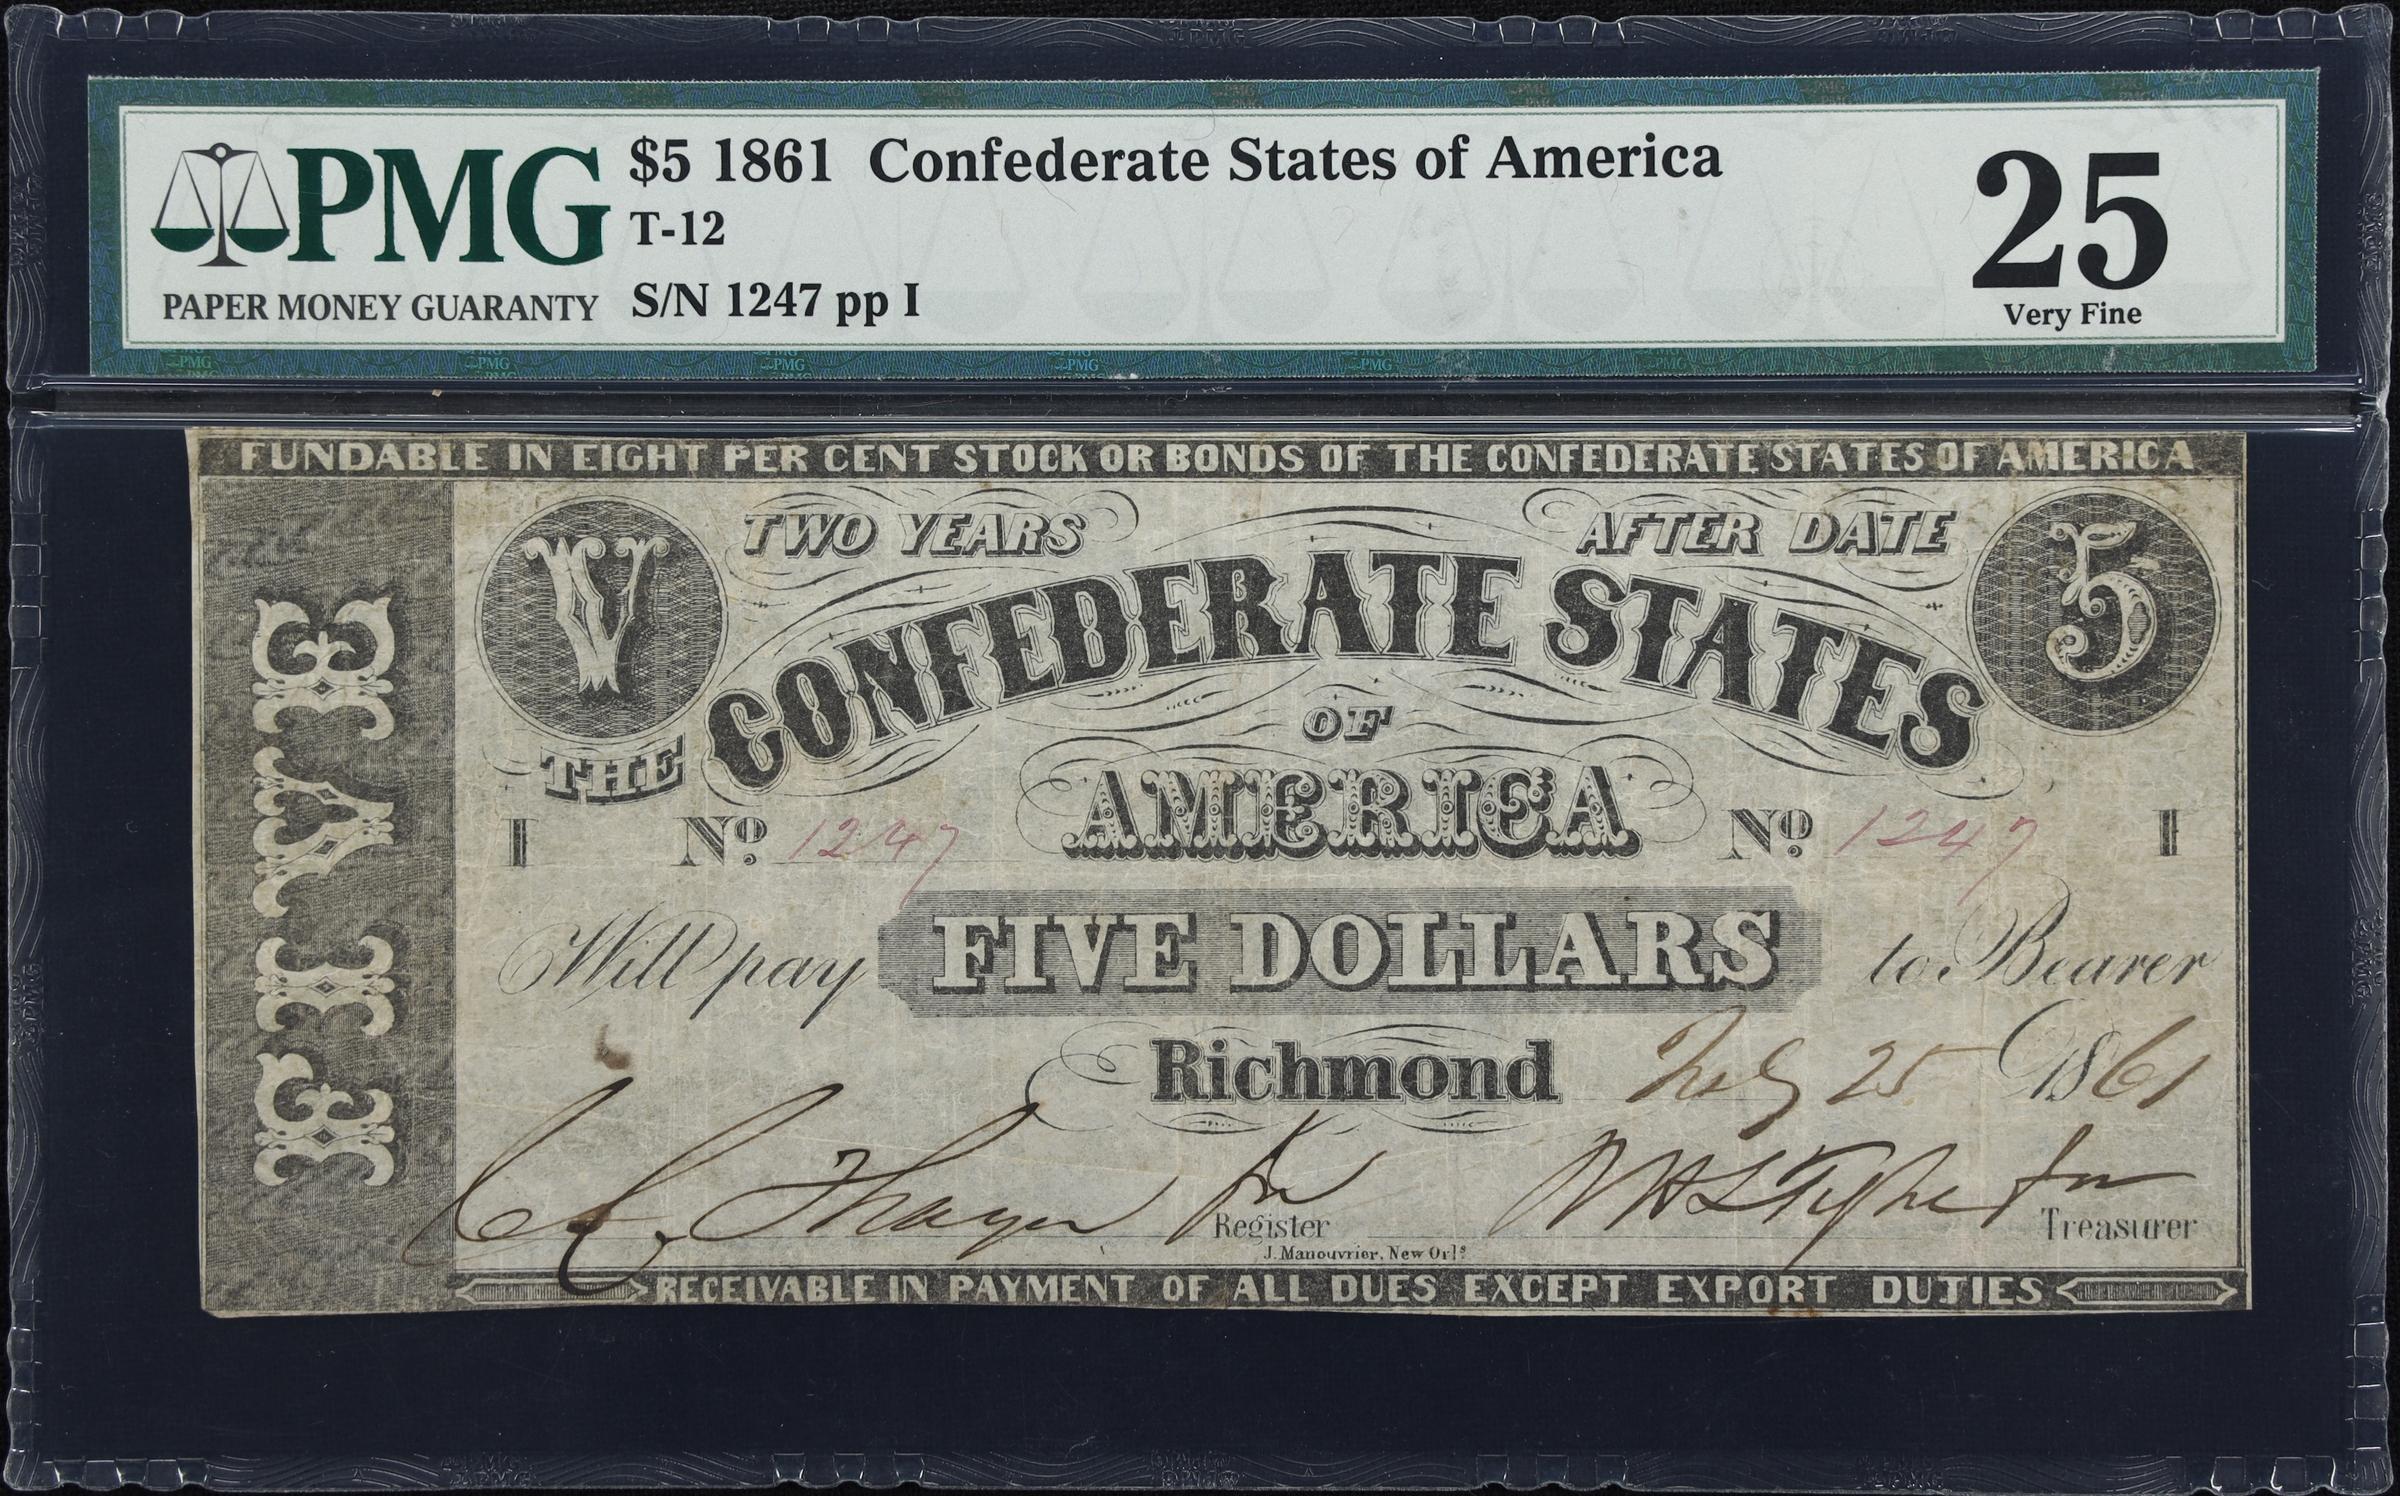 PMG
PAPER MONEY GUARANTY
$5 1861 Confederate States of America
T-12
S/N 1247 pp I
25
Very Fine
FUNDABLE IN EIGHT PER CENT STOCK OR BONDS OF THE CONFEDERATE STATES OF AMERICA
FIVE
V
TWO YEARS AFTER DATE
5
THE CONFEDERATE STATES
OF
AMERICA
I No. 1247 No. 1247 I
Will pay FIVE DOLLARS to Bearer
Richmond July 25 1861
C C Thayer for Register
Treasurer
J. Manouvrier, New Orls.
RECEIVABLE IN PAYMENT OF ALL DUES EXCEPT EXPORT DUTIES